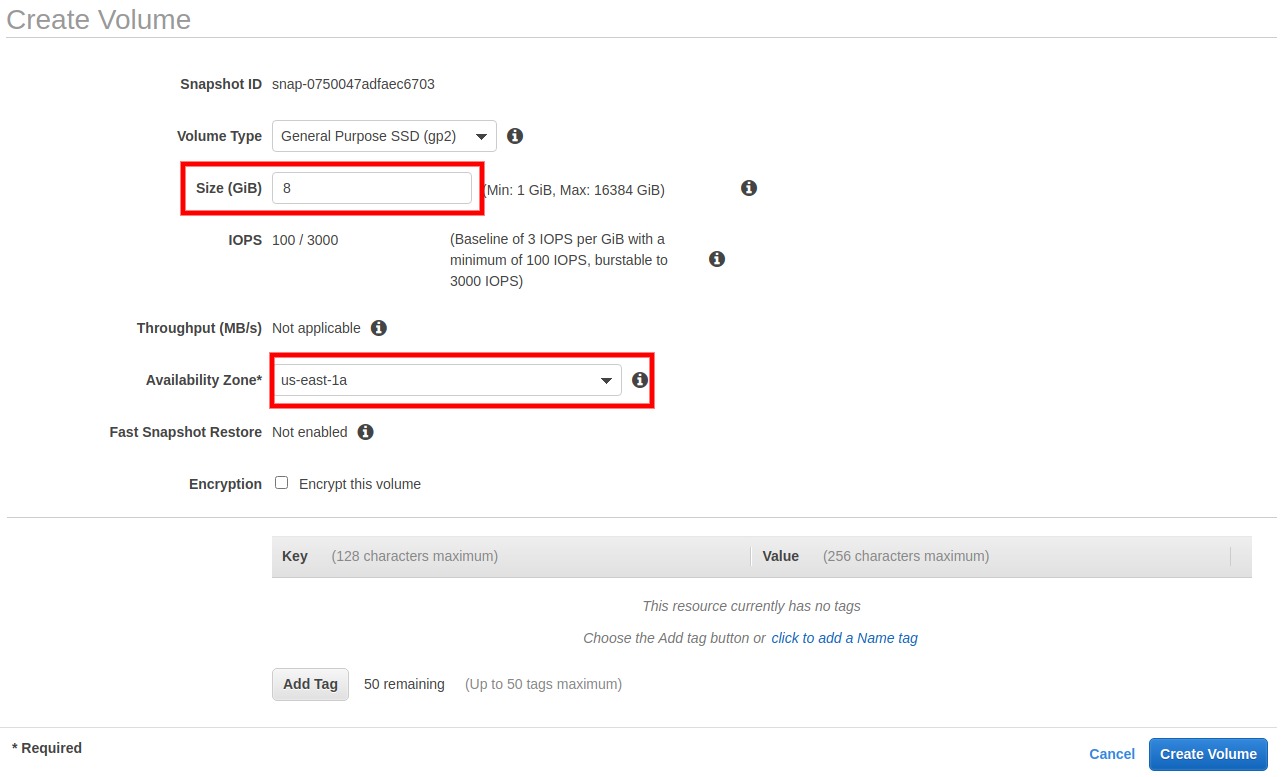 Create Volume
Snapshot ID snap-0750047adfaec6703
Volume Type General Purpose SSD (gp2)
Size (GiB) 8 (Min: 1 GiB, Max: 16384 GiB)
IOPS 100 / 3000 (Baseline of 3 IOPS per GiB with a
minimum of 100 IOPS, burstable to
3000 IOPS)
Throughput (MB/s) Not applicable
Availability Zone* us-east-1a
Fast Snapshot Restore Not enabled
Encryption Encrypt this volume
Key (128 characters maximum) Value (256 characters maximum)
This resource currently has no tags
Choose the Add tag button or click to add a Name tag
Add Tag 50 remaining (Up to 50 tags maximum)
* Required Cancel Create Volume